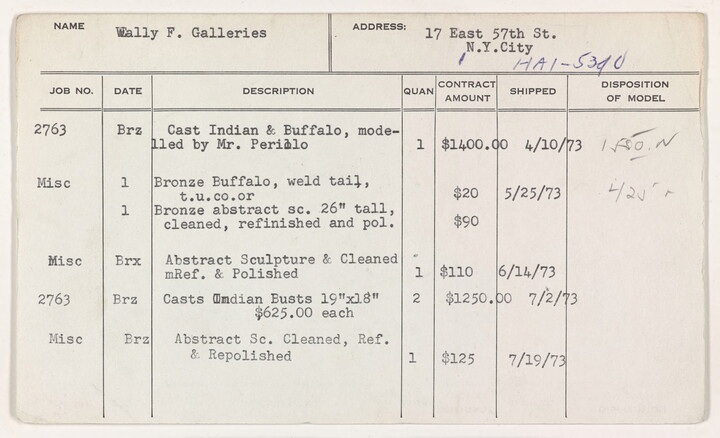 NAME Wally F. Galleries ADDRESS: 17 East 57th St.
N.Y.City
HA1-5390
JOB NO. DATE DESCRIPTION QUAN CONTRACT AMOUNT SHIPPED DISPOSITION OF MODEL
2763 Brz Cast Indian & Buffalo, mode-
lled by Mr. Perillo 1 $1400.00 4/10/73
Misc 1 Bronze Buffalo, weld tail,
t.u.co.or $20 5/25/73
1 Bronze abstract sc. 26" tall,
cleaned, refinished and pol. $90
Misc Brx Abstract Sculpture & Cleaned
mRef. & Polished 1 $110 6/14/73
2763 Brz Casts Indian Busts 19"x18" 2 $1250.00 7/2/73
$625.00 each
Misc Brz Abstract Sc. Cleaned, Ref.
& Repolished 1 $125 7/19/73